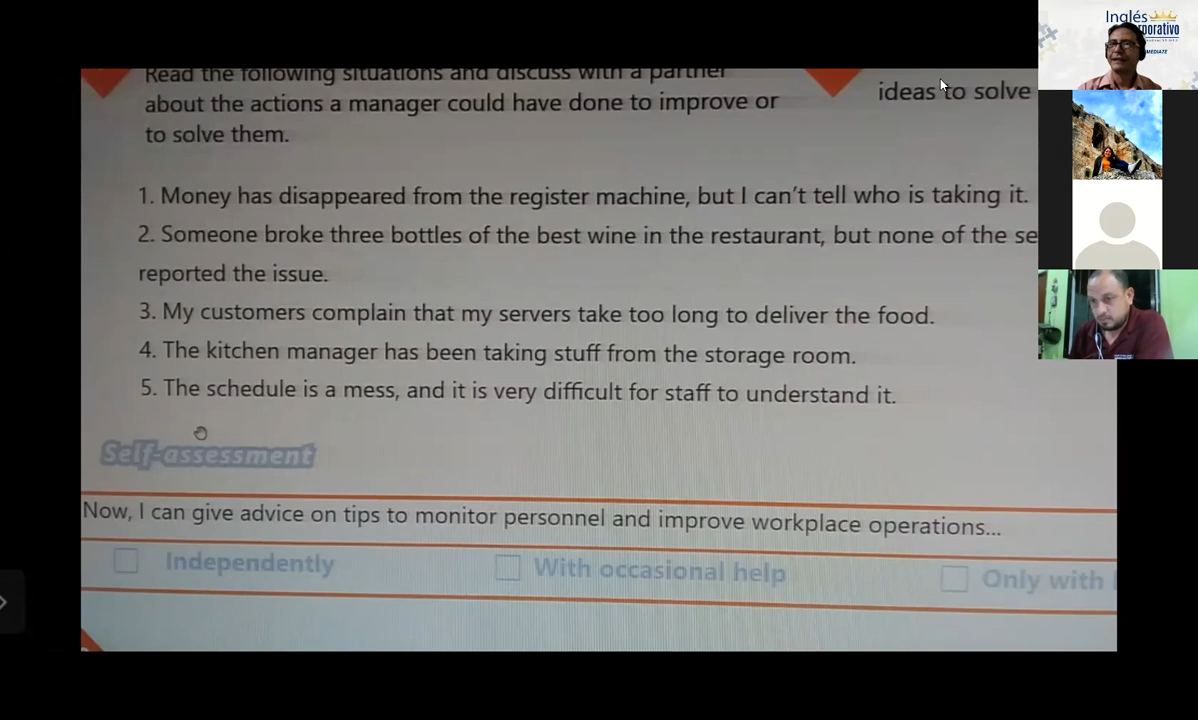 Read the following situations and discuss with a partner
about the actions a manager could have done to improve or
to solve them.
ideas to solve
1. Money has disappeared from the register machine, but I can't tell who is taking it.
2. Someone broke three bottles of the best wine in the restaurant, but none of the se
reported the issue.
3. My customers complain that my servers take too long to deliver the food.
4. The kitchen manager has been taking stuff from the storage room.
5. The schedule is a mess, and it is very difficult for staff to understand it.
Self-assessment
Now, I can give advice on tips to monitor personnel and improve workplace operations...
Independently
With occasional help
Only with
Inglés